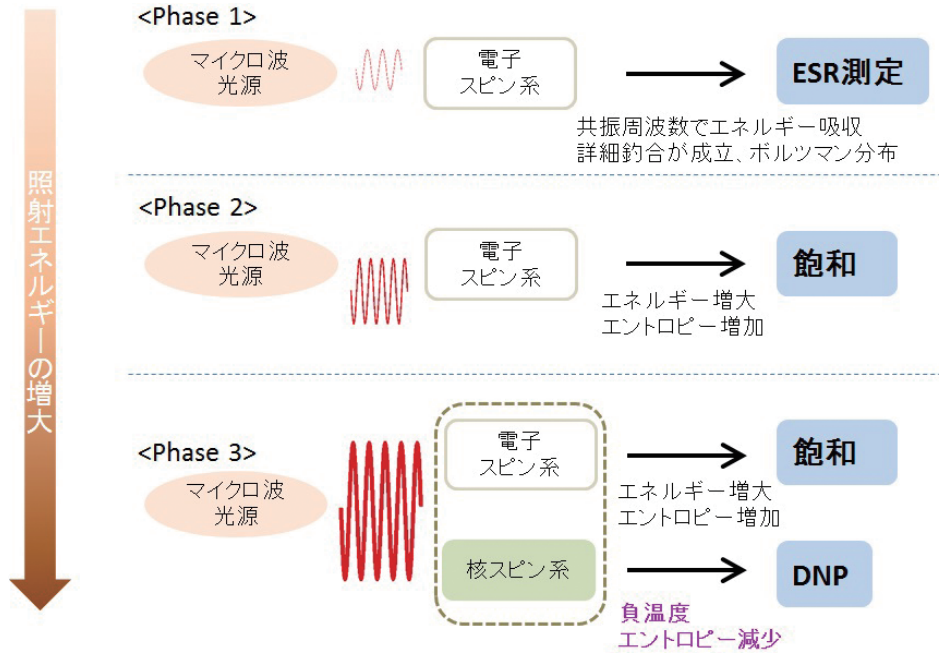 照射エネルギーの増大
<Phase 1>
マイクロ波
光源
電子
スピン系
ESR測定
共振周波数でエネルギー吸収
詳細釣合が成立、ボルツマン分布
<Phase 2>
マイクロ波
光源
電子
スピン系
飽和
エネルギー増大
エントロピー増加
<Phase 3>
マイクロ波
光源
電子
スピン系
飽和
エネルギー増大
エントロピー増加
核スピン系
DNP
負温度
エントロピー減少